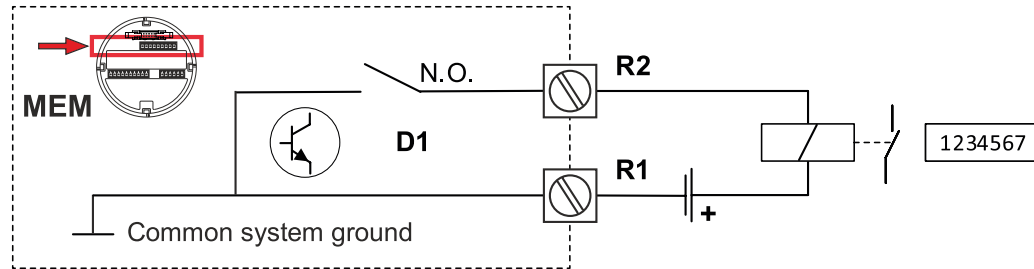 MEM
N.O.
R2
D1
1234567
R1
+
Common system ground